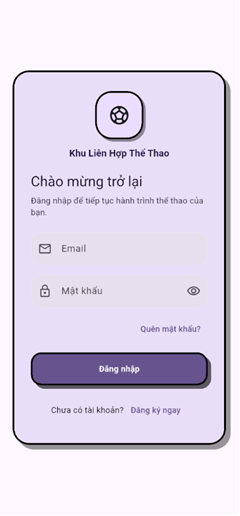 Khu Liên Hợp Thể Thao
Chào mừng trở lại
Đăng nhập để tiếp tục hành trình thể thao của
bạn.
Email
Mật khẩu
Quên mật khẩu?
Đăng nhập
Chưa có tài khoản? Đăng ký ngay